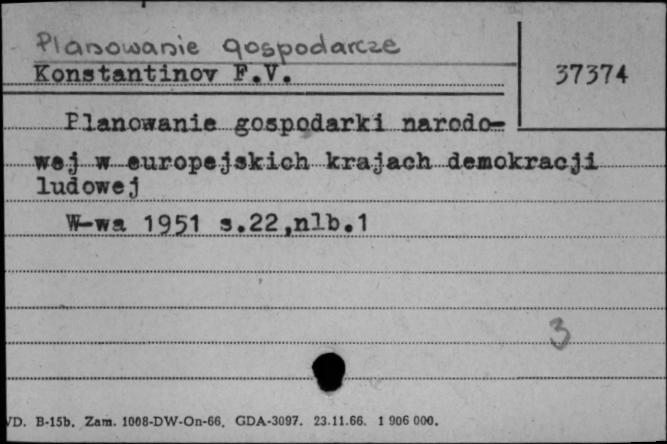 Planowanie gospodarcze
Konstantinov F.V.
37374
Planowanie gospodarki narodo-
wej w europejskich krajach demokracji
ludowej
W-wa 1951 s.22,nlb.1
3
VD. B-15b. Zam. 1008-DW-On-66. GDA-3097. 23.11.66. 1 906 000.